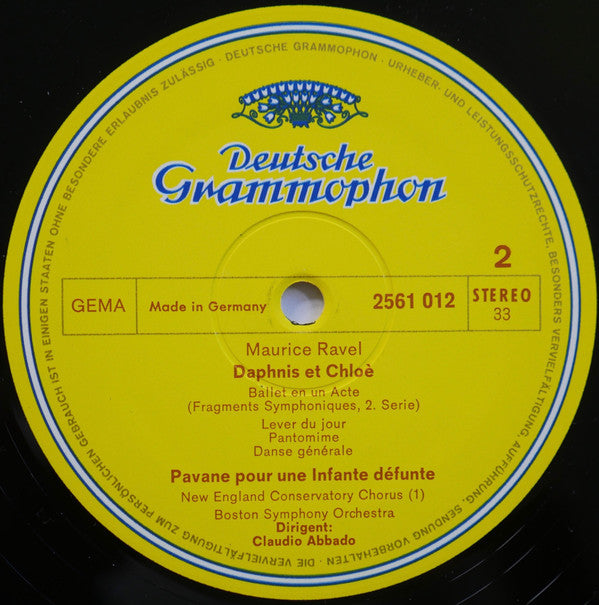 Deutsche
Grammophon
2
GEMA
Made in Germany
2561 012
STEREO
33
Maurice Ravel
Daphnis et Chloè
Ballet en un Acte
(Fragments Symphoniques, 2. Serie)
Lever du jour
Pantomime
Danse générale
Pavane pour une Infante défunte
New England Conservatory Chorus (1)
Boston Symphony Orchestra
Dirigent:
Claudio Abbado
DEUTSCHE GRAMMOPHON · URHEBER- UND LEISTUNGSSCHUTZRECHTE, BESONDERS VERVIELFÄLTIGUNG, AUFFÜHRUNG, SENDUNG VORBEHALTEN · DIE VERVIELFÄLTIGUNG ZUM PERSÖNLICHEN GEBRAUCH IST IN EINIGEN STAATEN OHNE BESONDERE ERLAUBNIS ZULÄSSIG ·